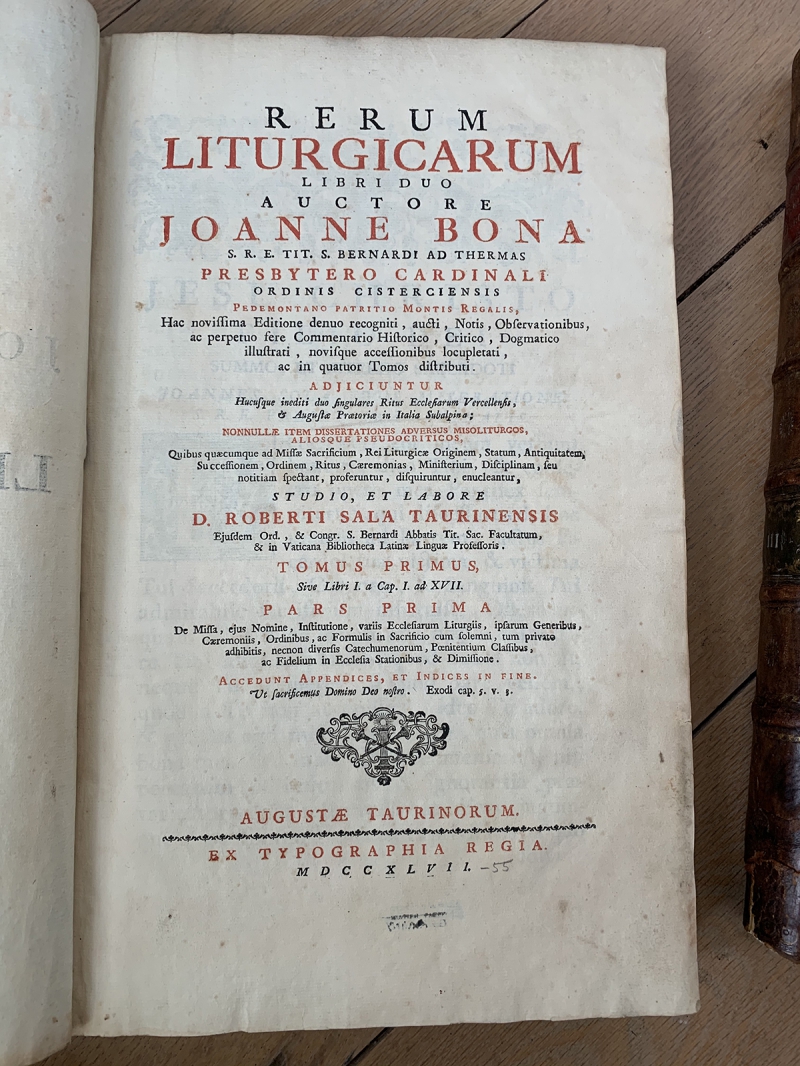 RERUM
LITURGICARUM
LIBRI DUO
AUCTORE
JOANNE BONA
S. R. E. TIT. S. BERNARDI AD THERMAS
PRESBYTERO CARDINALI
ORDINIS CISTERCIENSIS
PEDEMONTANO PATRITIO MONTIS REGALIS,
Hac noviſſima Editione denuo recogniti, aucti, Notis, Obſervationibus,
ac perpetuo fere Commentario Hiſtorico, Critico, Dogmatico
illuſtrati, noviſque acceſſionibus locupletati,
ac in quatuor Tomos diſtributi.
ADJICIUNTUR
Hucuſque inediti duo ſingulares Ritus Eccleſiarum Vercellenſis,
& Auguſtæ Prætoriæ in Italia Subalpina;
NONNULLÆ ITEM DISSERTATIONES ADVERSUS MISOLITURGOS,
ALIOSQUE PSEUDOCRITICOS,
Quibus quæcumque ad Miſſæ Sacrificium, Rei Liturgicæ Originem, Statum, Antiquitatem,
Succeſſionem, Ordinem, Ritus, Cæremonias, Miniſterium, Diſciplinam, ſeu
notitiam ſpectant, proferuntur, diſquiruntur, enucleantur,
STUDIO, ET LABORE
D. ROBERTI SALA TAURINENSIS
Ejuſdem Ord., & Congr. S. Bernardi Abbatis Tit. Sac. Facultatum,
& in Vaticana Bibliotheca Latinæ Linguæ Profeſſoris.
TOMUS PRIMUS,
Sive Libri I. a Cap. I. ad XVII.
PARS PRIMA
De Miſſa, ejus Nomine, Inſtitutione, variis Eccleſiarum Liturgiis, ipſarum Generibus,
Cæremoniis, Ordinibus, ac Formulis in Sacrificio cum ſolemni, tum privato
adhibitis, necnon diverſis Catechumenorum, Pœnitentium Claſſibus,
ac Fidelium in Eccleſia Stationibus, & Dimiſſione.
ACCEDUNT APPENDICES, ET INDICES IN FINE.
Ut ſacrificemus Domino Deo noſtro. Exodi cap. 5. v. 3.
AUGUSTÆ TAURINORUM.
EX TYPOGRAPHIA REGIA.
MDCCXLVII. -55